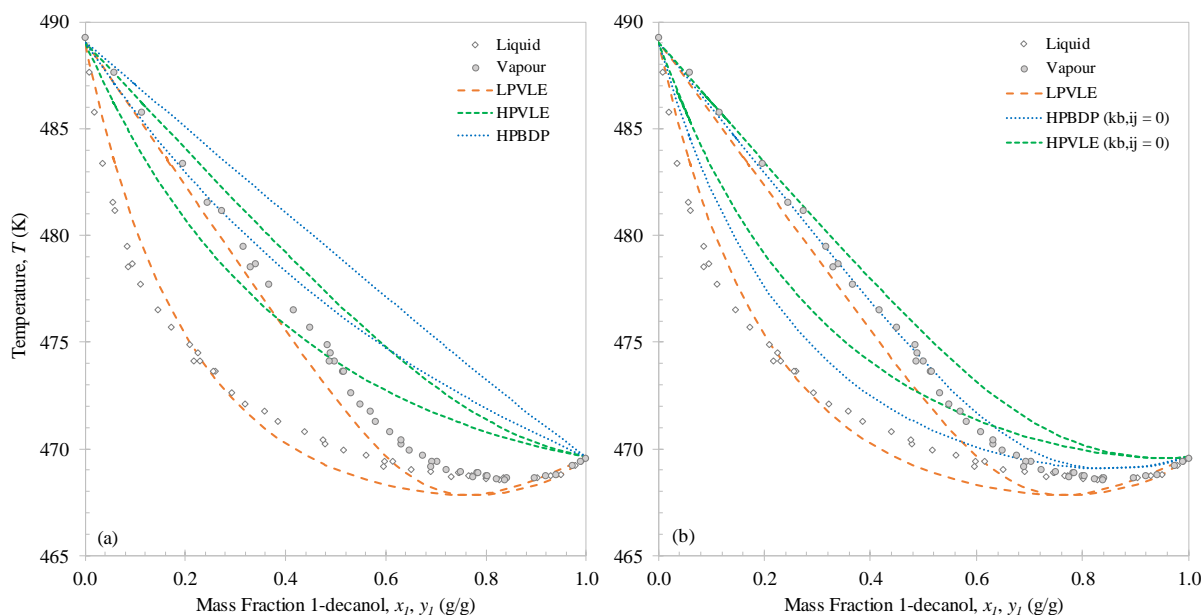 490
485
480
475
470
465
Temperature, T (K)
0.0 0.2 0.4 0.6 0.8 1.0
Mass Fraction 1-decanol, x1, y1 (g/g)
(a)
Liquid
Vapour
LPVLE
HPVLE
HPBDP
490
485
480
475
470
465
0.0 0.2 0.4 0.6 0.8 1.0
Mass Fraction 1-decanol, x1, y1 (g/g)
(b)
Liquid
Vapour
LPVLE
HPBDP (kb,ij = 0)
HPVLE (kb,ij = 0)